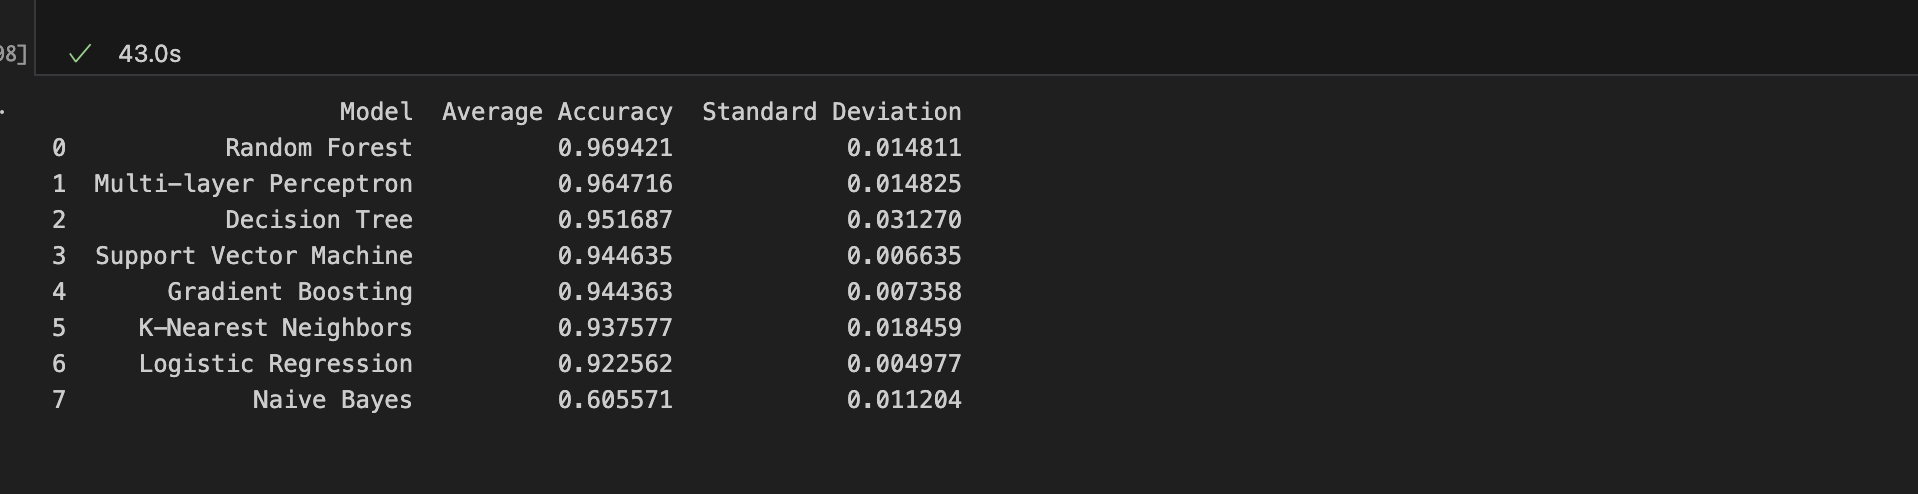 98]
43.0s
Model Average Accuracy Standard Deviation
0 Random Forest 0.969421 0.014811
1 Multi-layer Perceptron 0.964716 0.014825
2 Decision Tree 0.951687 0.031270
3 Support Vector Machine 0.944635 0.006635
4 Gradient Boosting 0.944363 0.007358
5 K-Nearest Neighbors 0.937577 0.018459
6 Logistic Regression 0.922562 0.004977
7 Naive Bayes 0.605571 0.011204